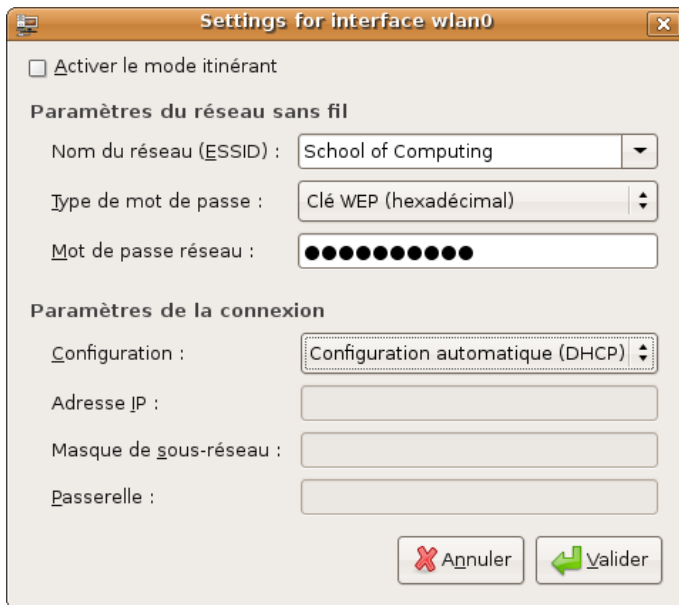 Settings for interface wlan0
Activer le mode itinérant
Paramètres du réseau sans fil
Nom du réseau (ESSID) : School of Computing
Type de mot de passe : Clé WEP (hexadécimal)
Mot de passe réseau : ●●●●●●●●●●
Paramètres de la connexion
Configuration : Configuration automatique (DHCP)
Adresse IP :
Masque de sous-réseau :
Passerelle :
Annuler Valider